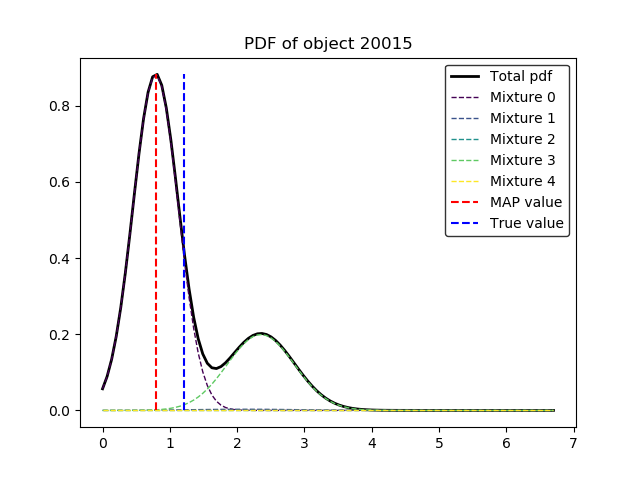 PDF of object 20015
Total pdf
Mixture 0
Mixture 1
Mixture 2
Mixture 3
Mixture 4
MAP value
True value
0.8
0.6
0.4
0.2
0.0
0 1 2 3 4 5 6 7